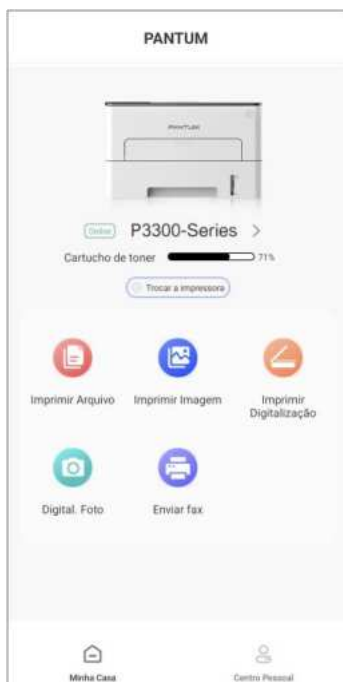 PANTUM
PANTUM
Online P3300-Series >
Cartucho de toner 71%
Trocar a impressora
Imprimir Arquivo Imprimir Imagem Imprimir Digitalização
Digital. Foto Enviar fax
Minha Casa Centro Pessoal